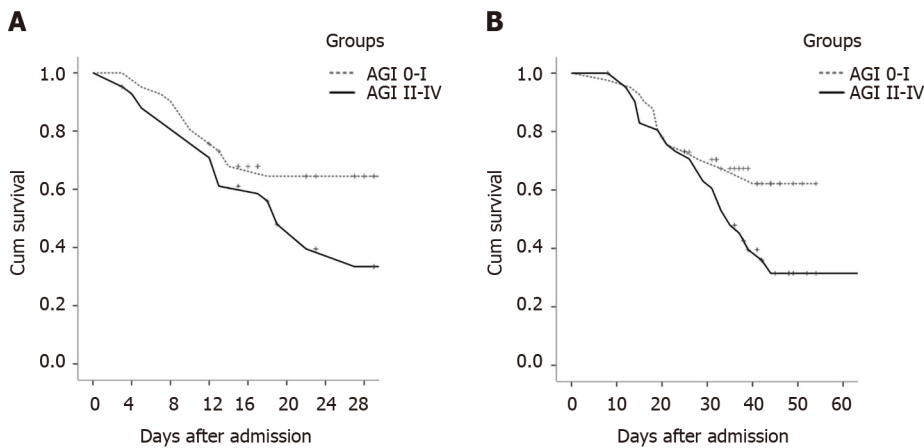 A
Groups
AGI 0-I
AGI II-IV
1.0
0.8
0.6
0.4
0.2
0.0
Cum survival
0 4 8 12 16 20 24 28
Days after admission
B
Groups
AGI 0-I
AGI II-IV
1.0
0.8
0.6
0.4
0.2
0.0
Cum survival
0 10 20 30 40 50 60
Days after admission